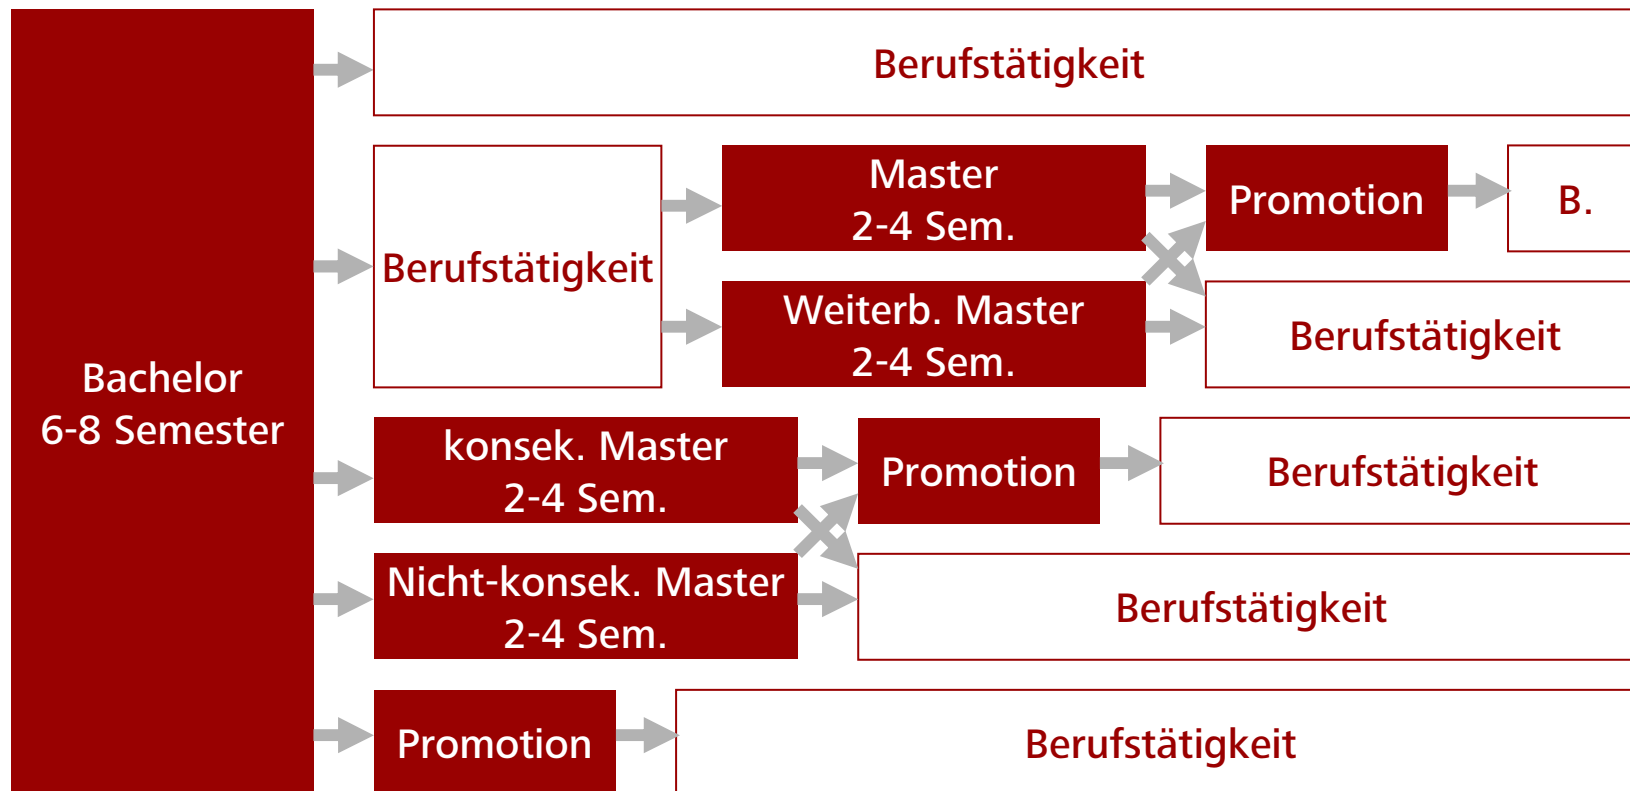 Bachelor
6-8 Semester
Berufstätigkeit
Berufstätigkeit
Master
2-4 Sem.
Promotion
B.
Weiterb. Master
2-4 Sem.
Berufstätigkeit
konsek. Master
2-4 Sem.
Promotion
Berufstätigkeit
Nicht-konsek. Master
2-4 Sem.
Berufstätigkeit
Promotion
Berufstätigkeit